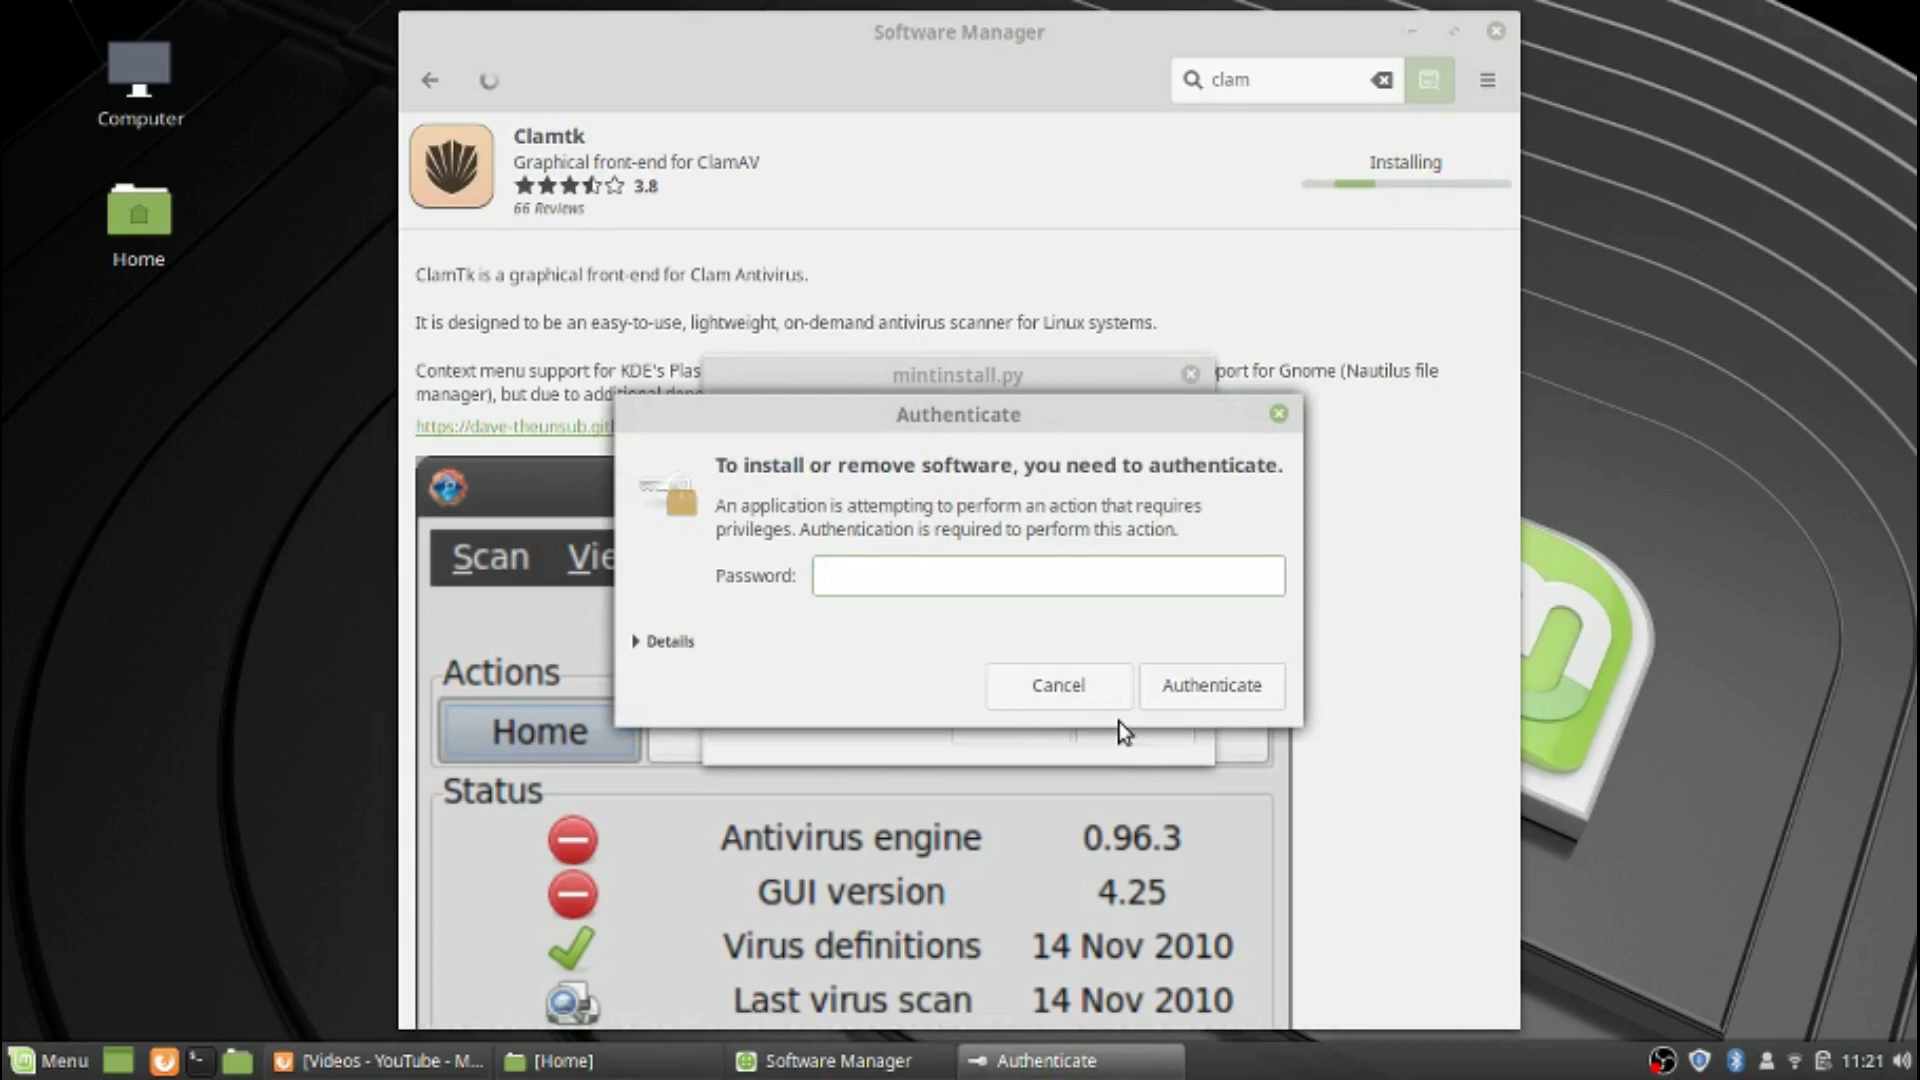 Software Manager
Computer
clam
Clamtk
Graphical front-end for ClamAV
3.8
66 Reviews
Installing
Home
ClamTk is a graphical front-end for Clam Antivirus.
It is designed to be an easy-to-use, lightweight, on-demand antivirus scanner for Linux systems.
Context menu support for KDE's Plas
port for Gnome (Nautilus file
manager), but due to additional
mintinstall.py
https://dave-theunsub.git
Authenticate
To install or remove software, you need to authenticate.
An application is attempting to perform an action that requires
privileges. Authentication is required to perform this action.
Password:
Details
Cancel
Authenticate
Scan Vie
Actions
Home
Status
Antivirus engine 0.96.3
GUI version 4.25
Virus definitions 14 Nov 2010
Last virus scan 14 Nov 2010
Menu
[Videos - YouTube - M...
[Home]
Software Manager
Authenticate
11:21